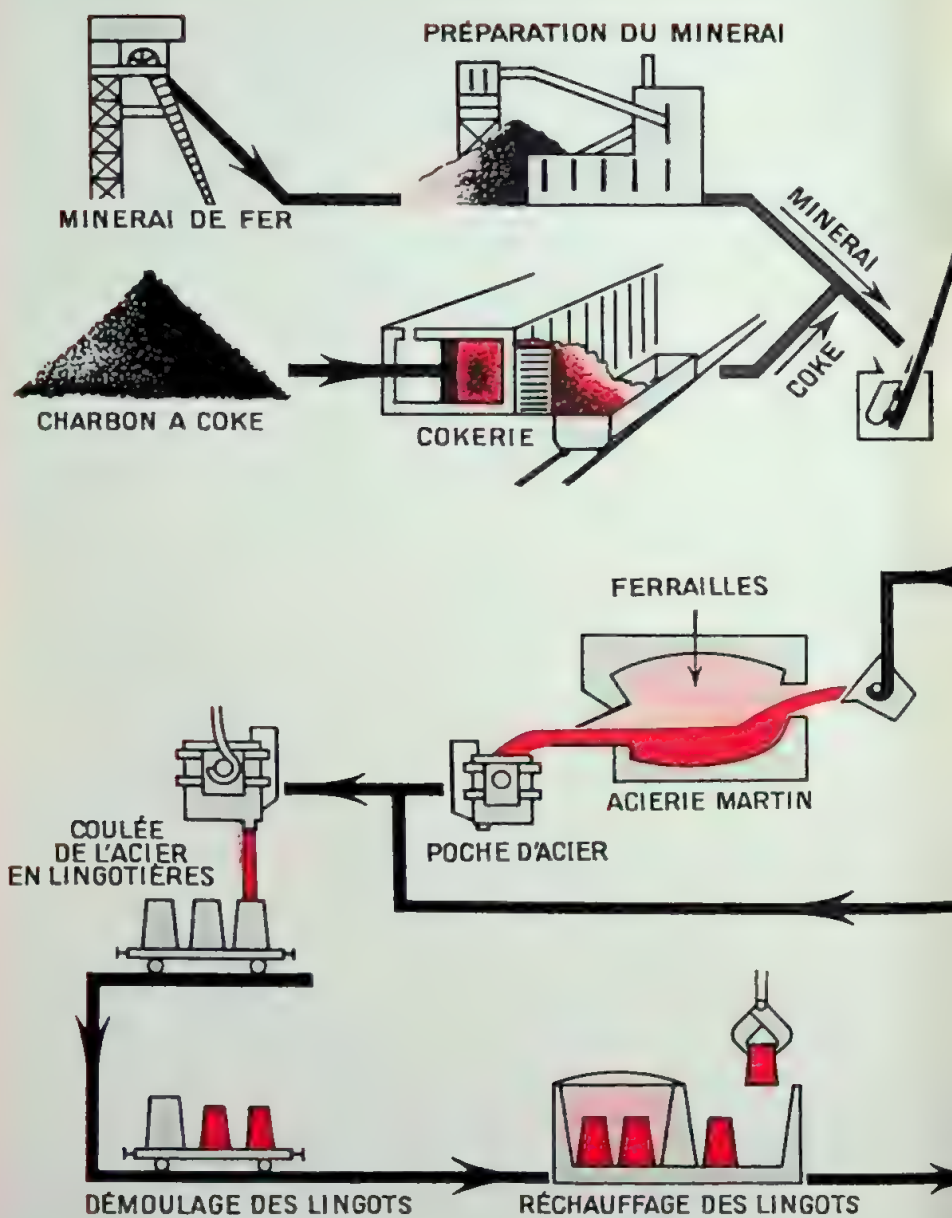 PRÉPARATION DU MINERAI
MINERAI DE FER
MINERAI
COKE
CHARBON A COKE
COKERIE
FERRAILLES
ACIERIE MARTIN
POCHE D'ACIER
COULÉE
DE L'ACIER
EN LINGOTIÈRES
DÉMOULAGE DES LINGOTS
RÉCHAUFFAGE DES LINGOTS